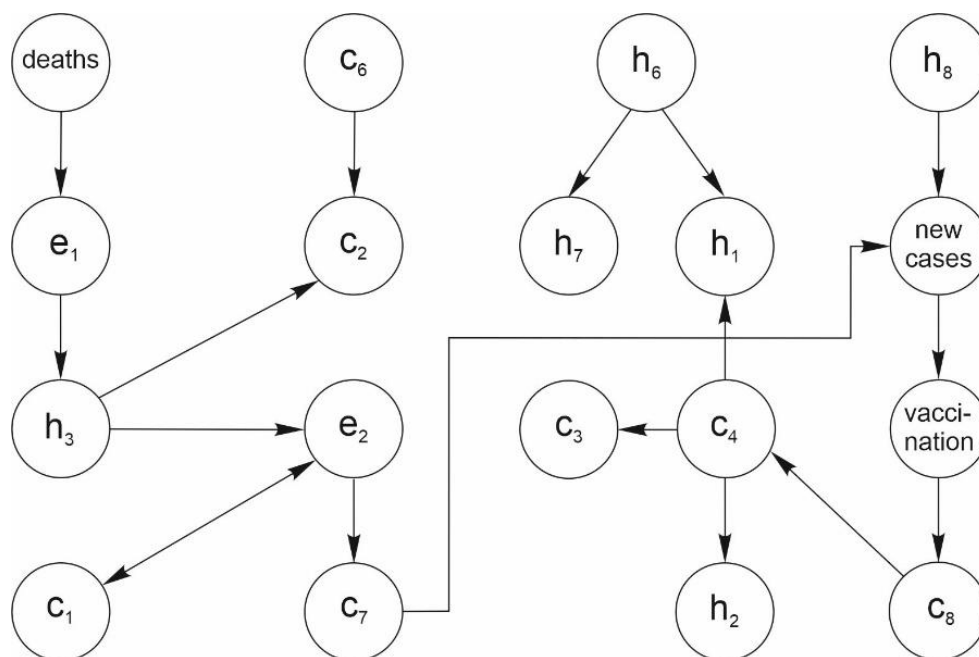 deaths
c₆
h₆
h₈
e₁
c₂
h₇
h₁
new
cases
h₃
e₂
c₃
c₄
vacci-
nation
c₁
c₇
h₂
c₈